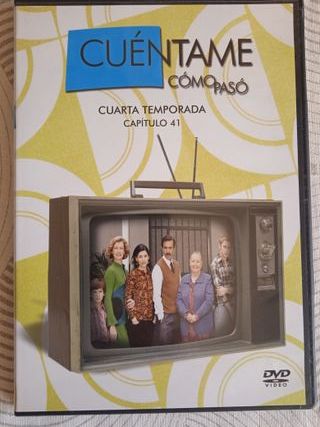 CUÉNTAME
CÓMO PASÓ
CUARTA TEMPORADA
CAPÍTULO 41
DVD
VIDEO